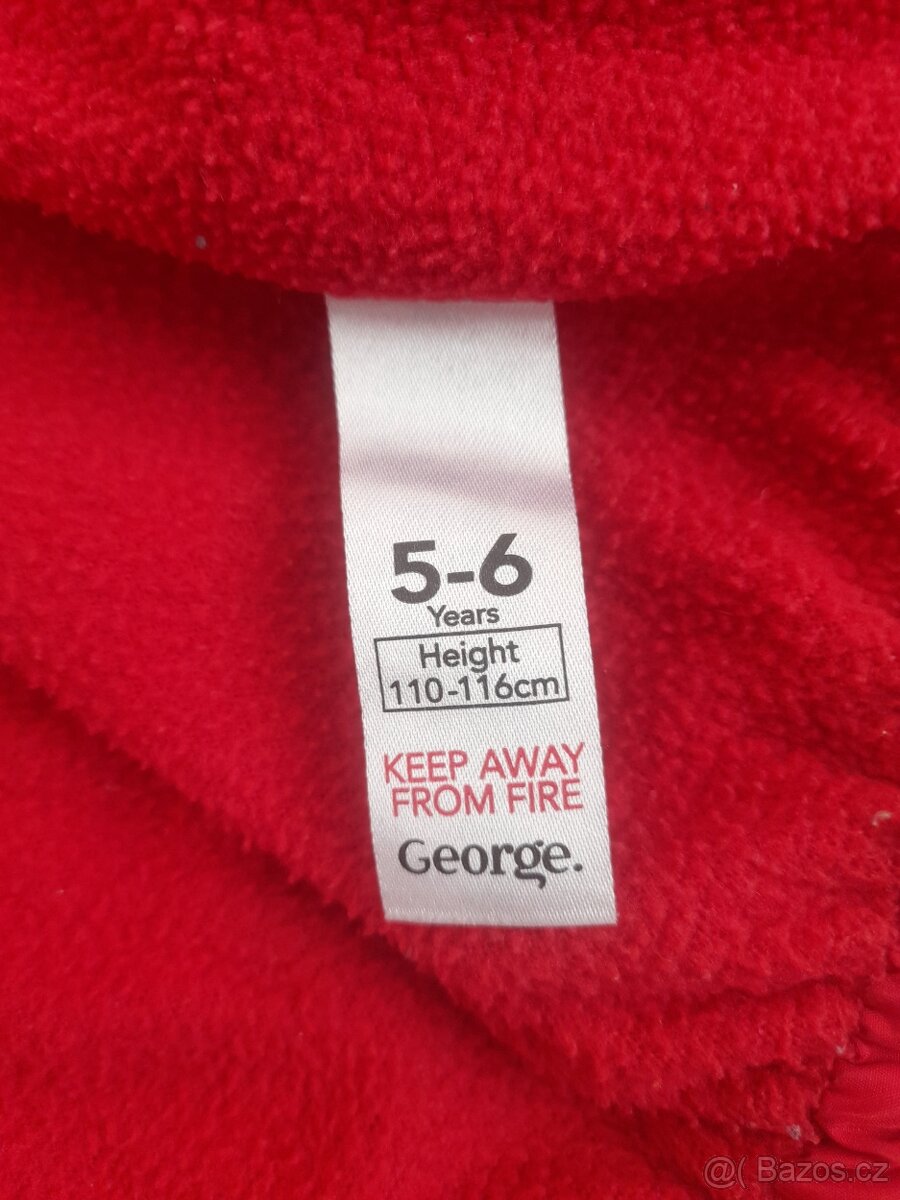 5-6
Years
Height
110-116cm
KEEP AWAY
FROM FIRE
George.
@( Bazos.cz